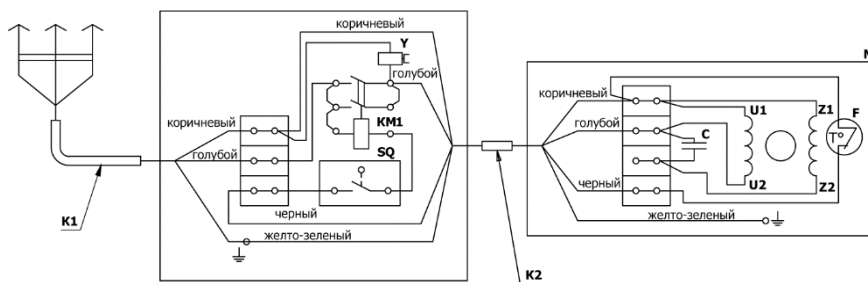 коричневый
Y
голубой
коричневый
KM1
голубой
SQ
черный
желто-зеленый
K1
K2
M
коричневый
U1
Z1
F
голубой
C
черный
U2
Z2
желто-зеленый